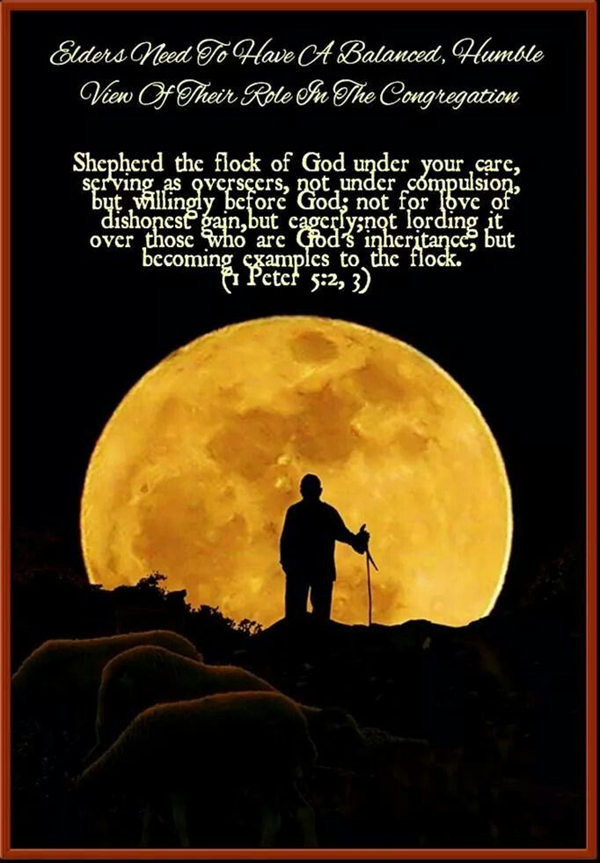 Elders Need To Have A Balanced, Humble
View Of Their Role In The Congregation
Shepherd the flock of God under your care,
serving as overseers, not under compulsion,
but willingly before God; not for love of
dishonest gain,but eagerly;not lording it
over those who are God's inheritance, but
becoming examples to the flock.
(1 Peter 5:2, 3)